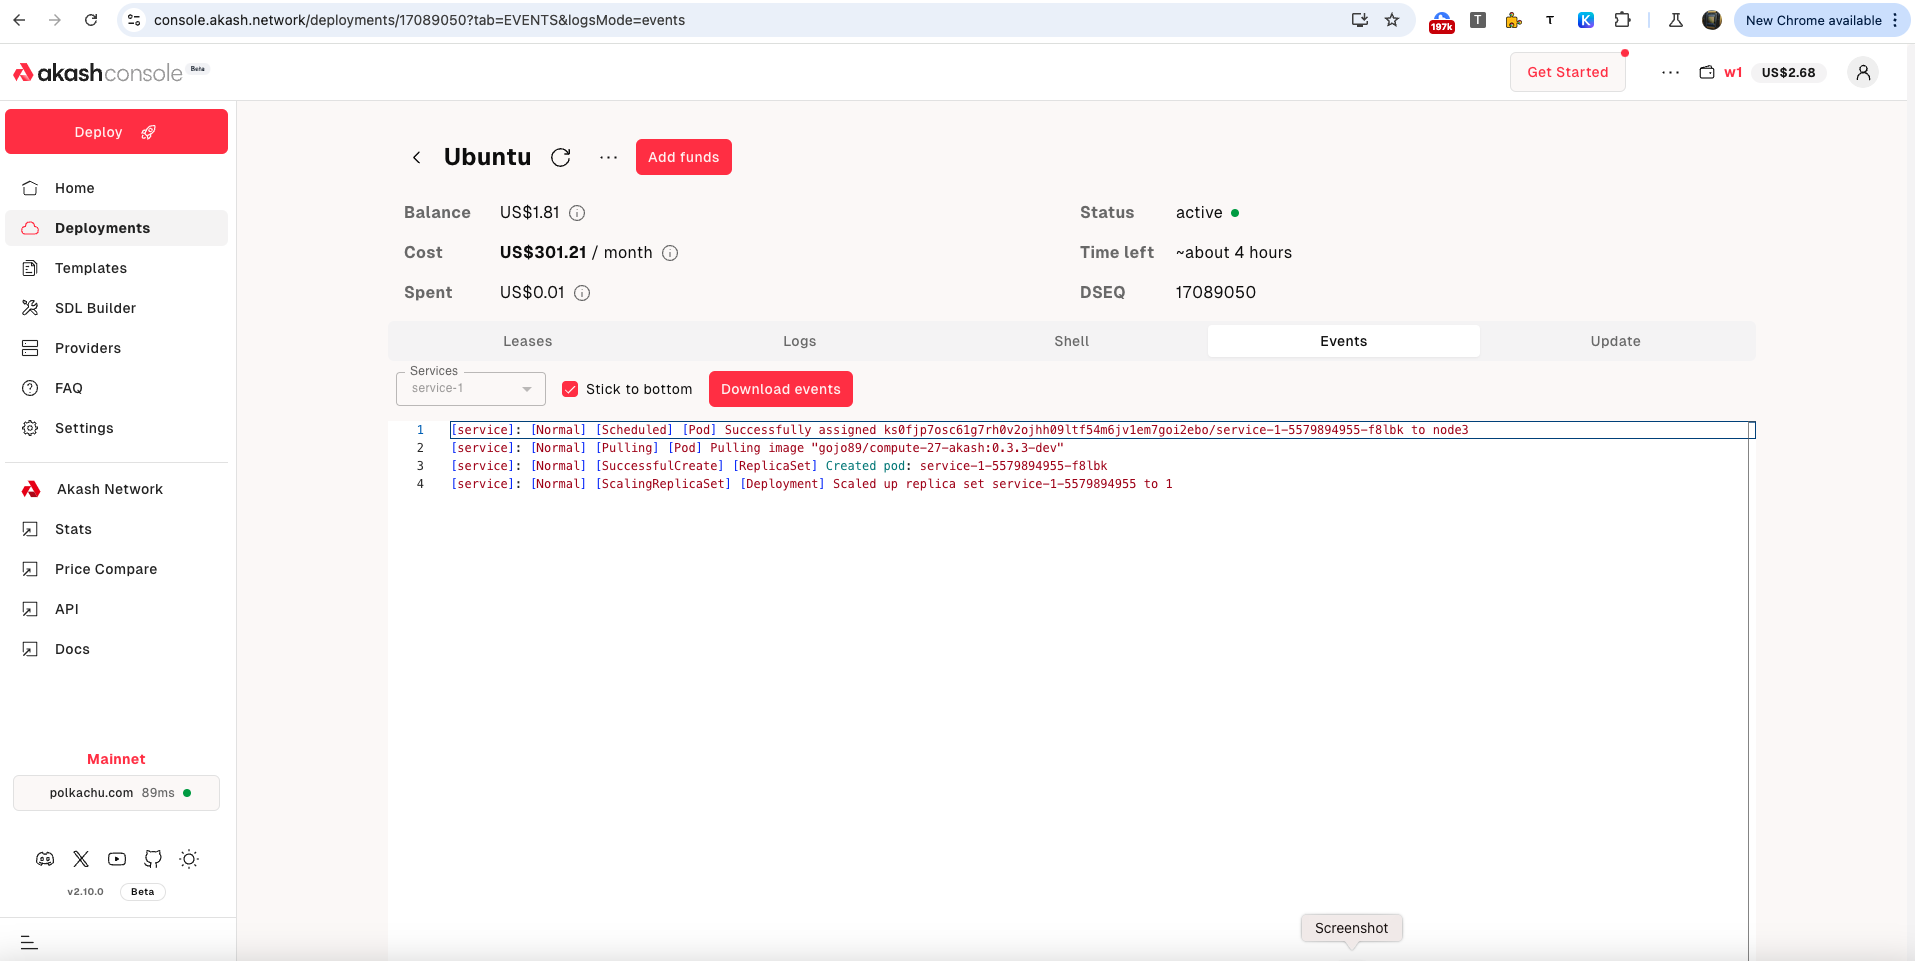 console.akash.network/deployments/17089050?tab=EVENTS&logsMode=events
197k
T
T
K
New Chrome available
akashconsole Beta
Get Started
w1
US$2.68
Deploy
Home
Deployments
Templates
SDL Builder
Providers
FAQ
Settings
Akash Network
Stats
Price Compare
API
Docs
Mainnet
polkachu.com 89ms
v2.10.0 Beta
Ubuntu
Add funds
Balance US$1.81
Status active
Cost US$301.21 / month
Time left ~about 4 hours
Spent US$0.01
DSEQ 17089050
Leases
Logs
Shell
Events
Update
Services
service-1
Stick to bottom
Download events
1 [service]: [Normal] [Scheduled] [Pod] Successfully assigned ks0fjp7osc61g7rh0v2ojhh09ltf54m6jv1em7goi2ebo/service-1-5579894955-f8lbk to node3
2 [service]: [Normal] [Pulling] [Pod] Pulling image "gojo89/compute-27-akash:0.3.3-dev"
3 [service]: [Normal] [SuccessfulCreate] [ReplicaSet] Created pod: service-1-5579894955-f8lbk
4 [service]: [Normal] [ScalingReplicaSet] [Deployment] Scaled up replica set service-1-5579894955 to 1
Screenshot